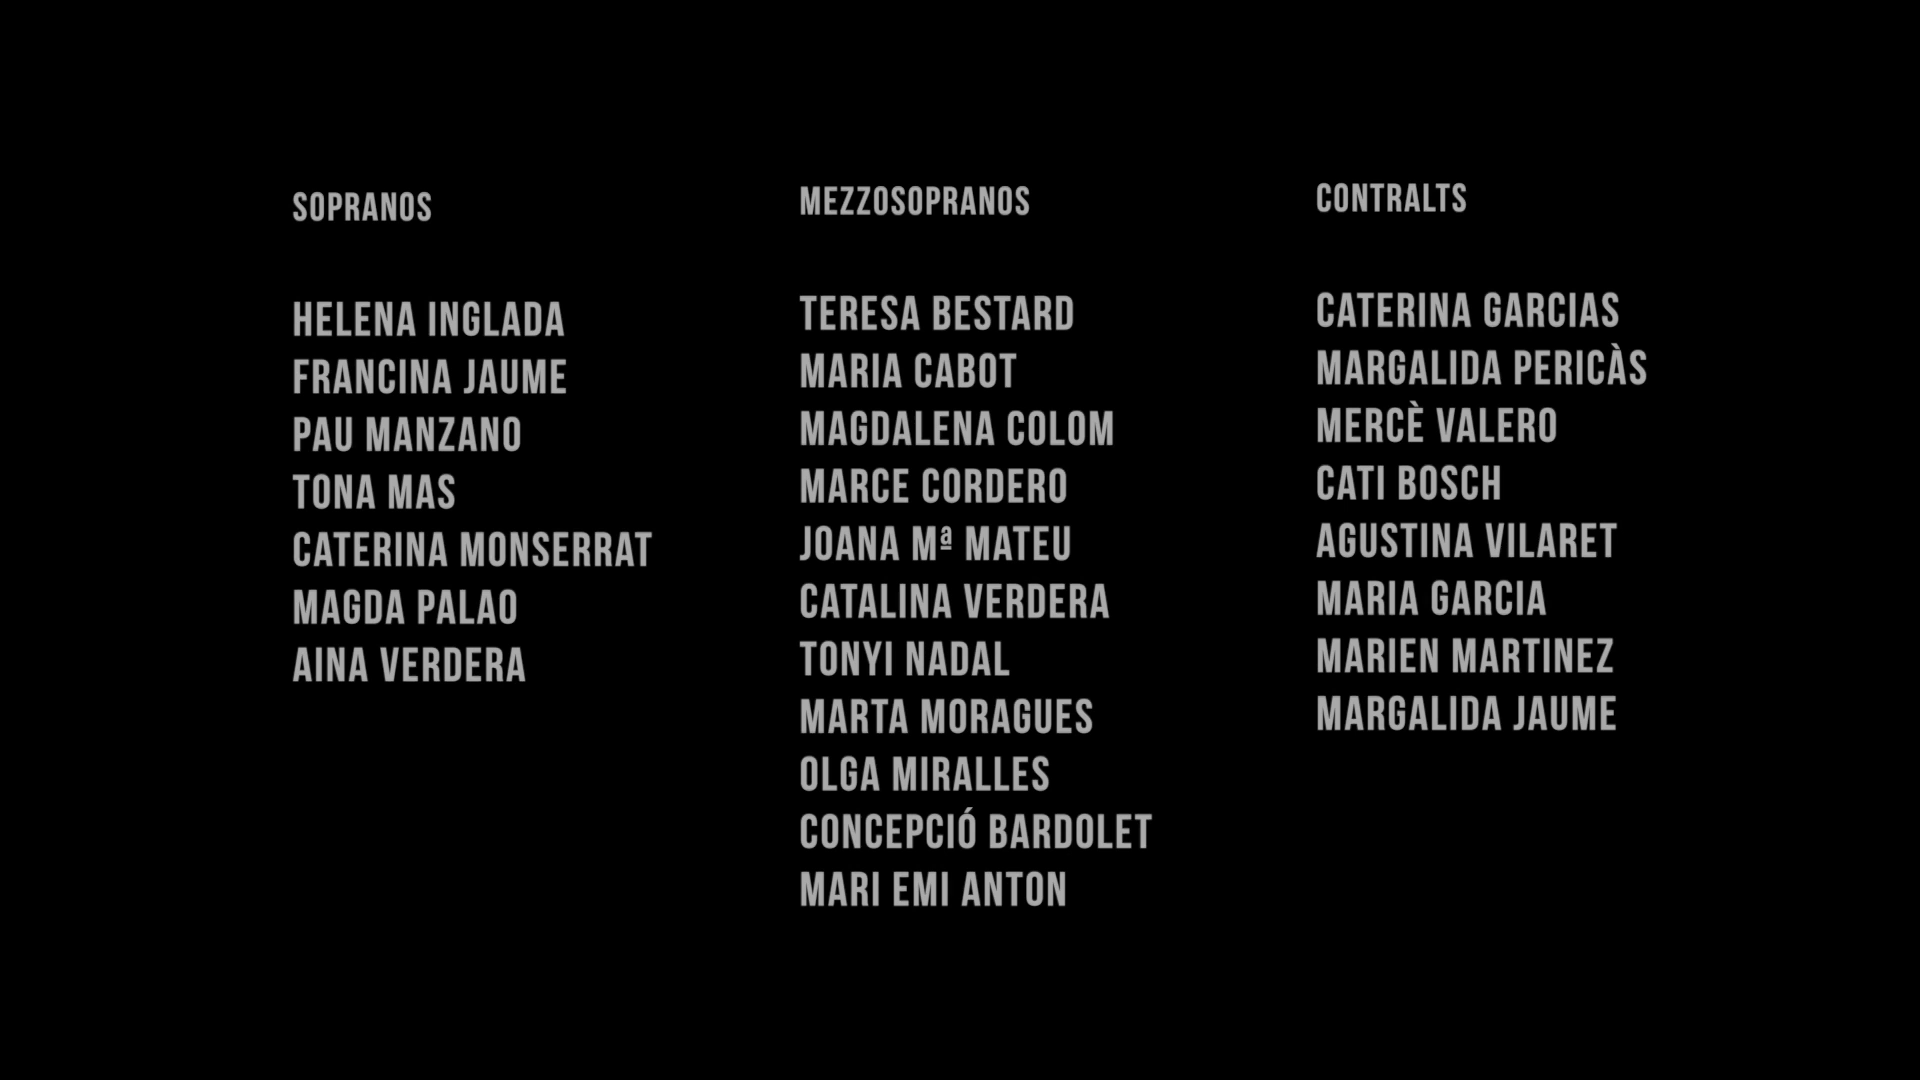 SOPRANOS
HELENA INGLADA
FRANCINA JAUME
PAU MANZANO
TONA MAS
CATERINA MONSERRAT
MAGDA PALAO
AINA VERDERA
MEZZOSOPRANOS
TERESA BESTARD
MARIA CABOT
MAGDALENA COLOM
MARCE CORDERO
JOANA Mª MATEU
CATALINA VERDERA
TONYI NADAL
MARTA MORAGUES
OLGA MIRALLES
CONCEPCIÓ BARDOLET
MARI EMI ANTON
CONTRALTS
CATERINA GARCIAS
MARGALIDA PERICÀS
MERCÈ VALERO
CATI BOSCH
AGUSTINA VILARET
MARIA GARCIA
MARIEN MARTINEZ
MARGALIDA JAUME